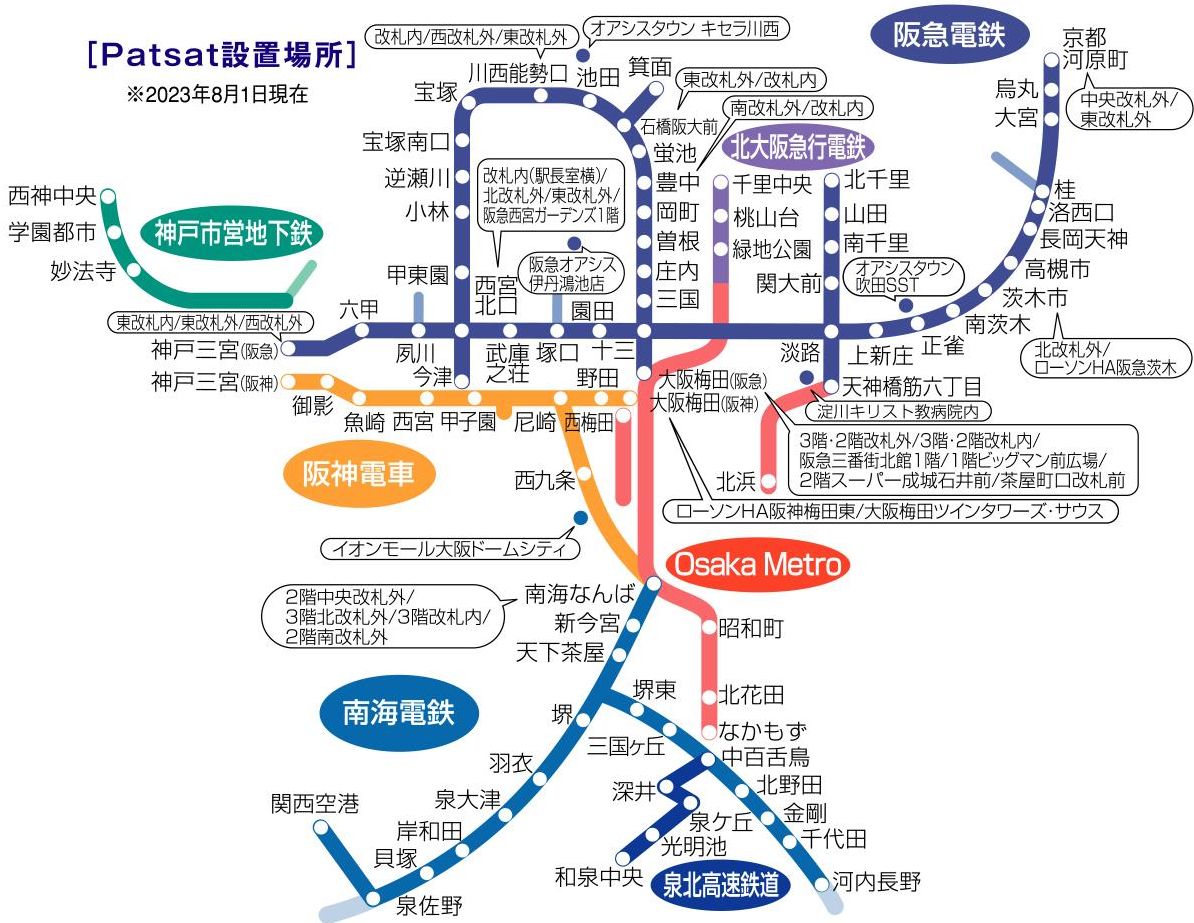 [Patsat設置場所]
※2023年8月1日現在
阪急電鉄
改札内/西改札外/東改札外
オアシスタウン キセラ川西
川西能勢口
池田
箕面
東改札外/改札内
南改札外/改札内
宝塚
石橋阪大前
京都
河原町
烏丸
大宮
中央改札外/
東改札外
宝塚南口
蛍池
北大阪急行電鉄
逆瀬川
豊中
千里中央
北千里
桂
小林
岡町
桃山台
山田
洛西口
曽根
緑地公園
南千里
長岡天神
改札内(駅長室横)/
北改札外/東改札外/
阪急西宮ガーデンズ1階
西神中央
学園都市
神戸市営地下鉄
妙法寺
甲東園
西宮
北口
阪急オアシス
伊丹鴻池店
庄内
関大前
オアシスタウン
吹田SST
高槻市
茨木市
三国
六甲
園田
南茨木
東改札内/東改札外/西改札外
神戸三宮(阪急)
夙川
武庫
之荘
塚口
十三
淡路
上新庄
正雀
北改札外/
ローソンHA阪急茨木
今津
神戸三宮(阪神)
野田
大阪梅田(阪急)
大阪梅田(阪神)
天神橋筋六丁目
御影
魚崎
西宮
甲子園
尼崎
西梅田
淀川キリスト教病院内
3階・2階改札外/3階・2階改札内/
阪急三番街北館1階/1階ビッグマン前広場/
2階スーパー成城石井前/茶屋町口改札前
阪神電車
西九条
北浜
ローソンHA阪神梅田東/大阪梅田ツインタワーズ・サウス
イオンモール大阪ドームシティ
Osaka Metro
2階中央改札外/
3階北改札外/3階改札内/
2階南改札外
南海なんば
新今宮
昭和町
天下茶屋
南海電鉄
堺東
北花田
堺
なかもず
三国ヶ丘
中百舌鳥
羽衣
深井
北野田
関西空港
泉大津
泉ケ丘
金剛
岸和田
光明池
千代田
貝塚
和泉中央
泉北高速鉄道
河内長野
泉佐野